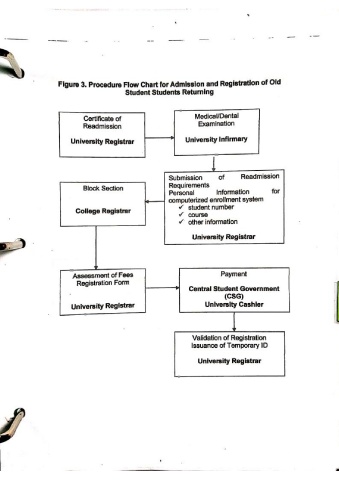 Figure 3. Procedure Flow Chart for Admission and Registration of Old
Student Students Returning
Certificate of
Readmission
University Registrar
Medical/Dental
Examination
University Infirmary
Submission of Readmission
Requirements
Personal Information for
computerized enrollment system
✓ student number
✓ course
✓ other information
University Registrar
Block Section
College Registrar
Assessment of Fees
Registration Form
University Registrar
Payment
Central Student Government
(CSG)
University Cashier
Validation of Registration
Issuance of Temporary ID
University Registrar